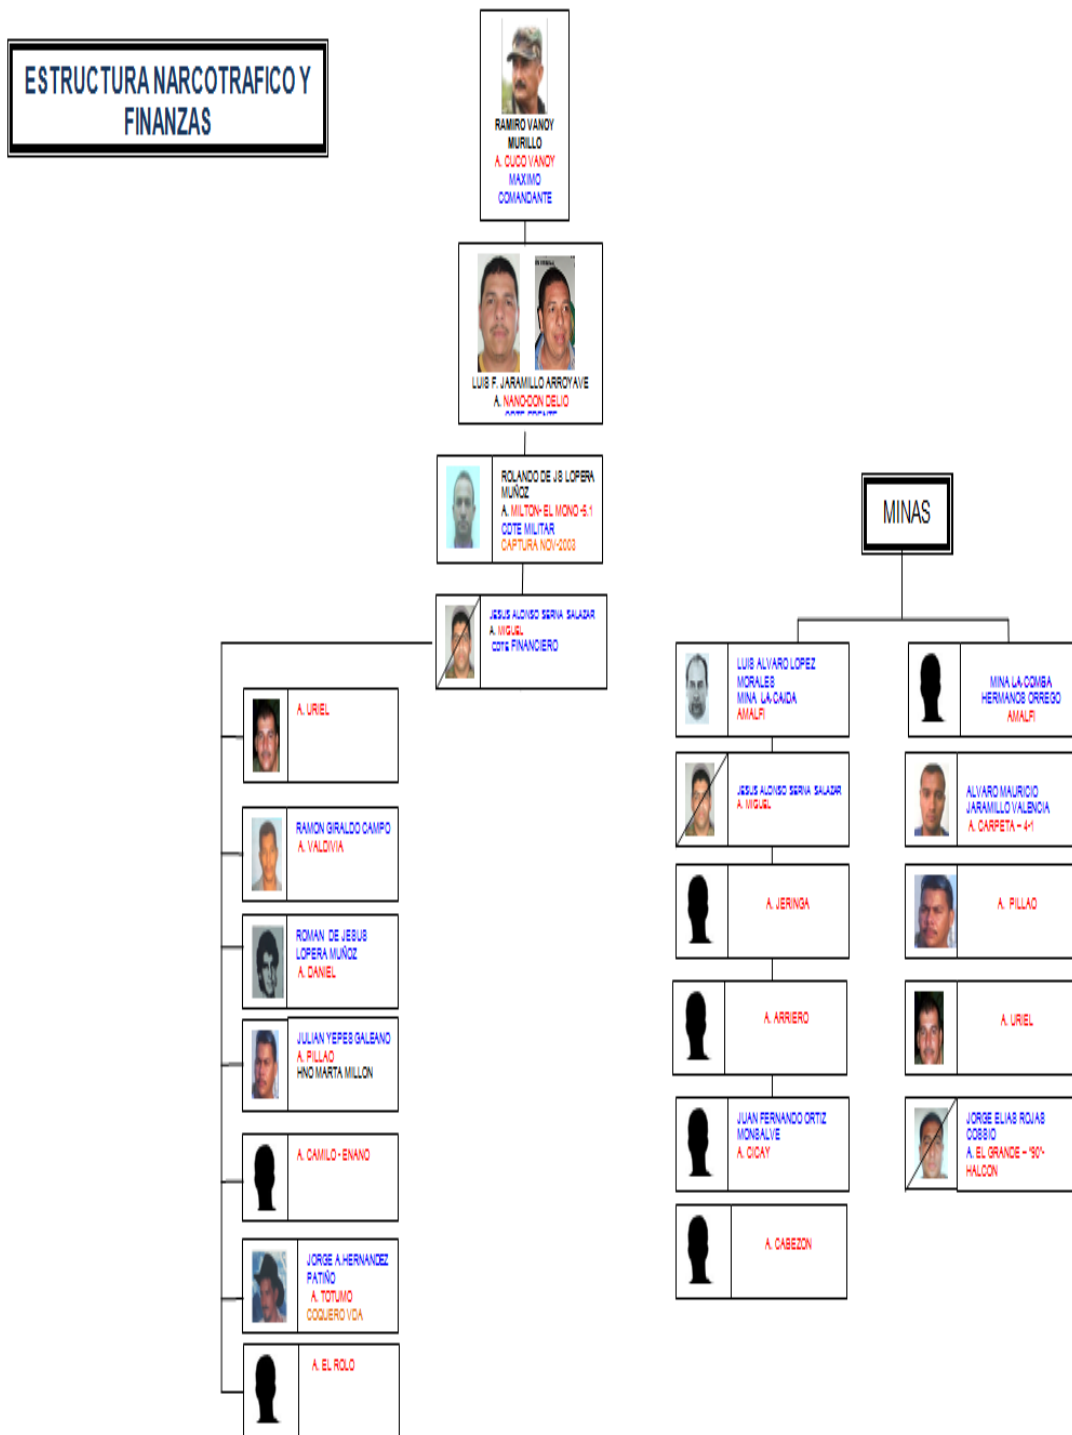 ESTRUCTURA NARCOTRAFICO Y
FINANZAS
RAMIRO VANOY
MURILLO
A. CUCO VANOY
MAXIMO
COMANDANTE
LUIS F. JARAMILLO ARROYAVE
A. NANO-DON DELIO
CDTE FRENTE
ROLANDO DE JS LOPERA
MUÑOZ
A. MILTON- EL MONO -5.1
CDTE MILITAR
CAPTURA NOV-2003
JESUS ALONSO SERNA SALAZAR
A. MIGUEL
CDTE FINANCIERO
A. URIEL
RAMON GIRALDO CAMPO
A. VALDIVIA
ROMAN DE JESUS
LOPERA MUÑOZ
A. DANIEL
JULIAN YEPES GALEANO
A. PILLAO
HNO MARTA MILLON
A. CAMILO - ENANO
JORGE A.HERNANDEZ
PATIÑO
A. TOTUMO
COQUERO VDA
A. EL ROLO
MINAS
LUIS ALVARO LOPEZ
MORALES
MINA LA CAIDA
AMALFI
JESUS ALONSO SERNA SALAZAR
A. MIGUEL
A. JERINGA
A. ARRIERO
JUAN FERNANDO ORTIZ
MONSALVE
A. CICAY
A. CABEZON
MINA LA COMBA
HERMANOS ORREGO
AMALFI
ALVARO MAURICIO
JARAMILLO VALENCIA
A. CARPETA – 4-1
A. PILLAO
A. URIEL
JORGE ELIAS ROJAS
COSSIO
A. EL GRANDE – "90"-
HALCON